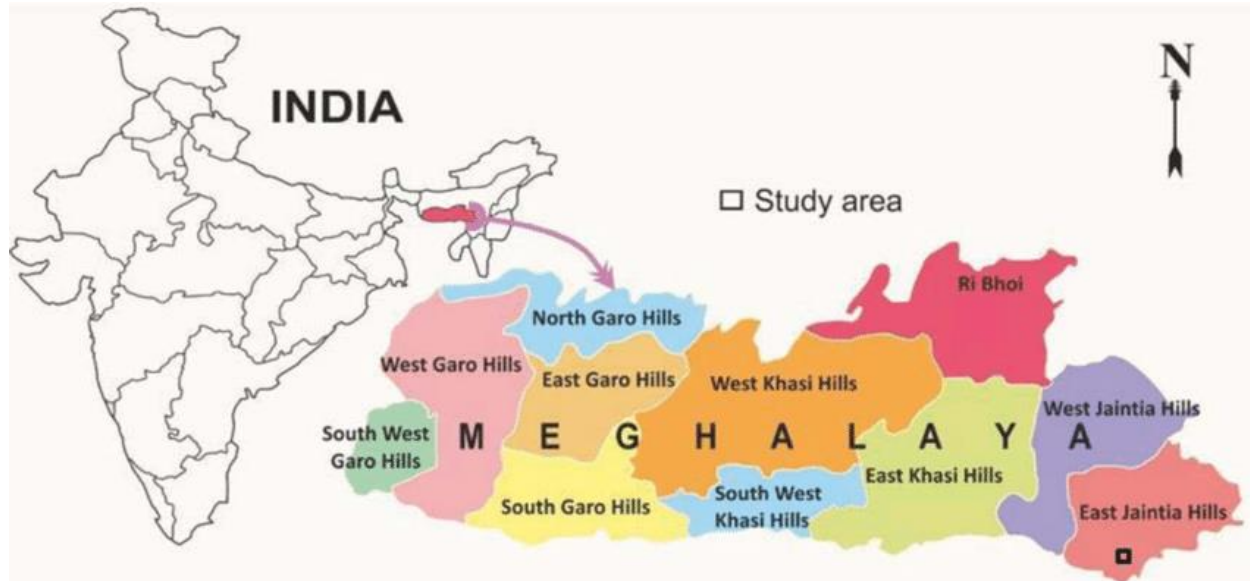 INDIA
N
Study area
Ri Bhoi
North Garo Hills
West Garo Hills
East Garo Hills
West Khasi Hills
West Jaintia Hills
South West
Garo Hills
MEGHALAYA
East Khasi Hills
South Garo Hills
South West
Khasi Hills
East Jaintia Hills